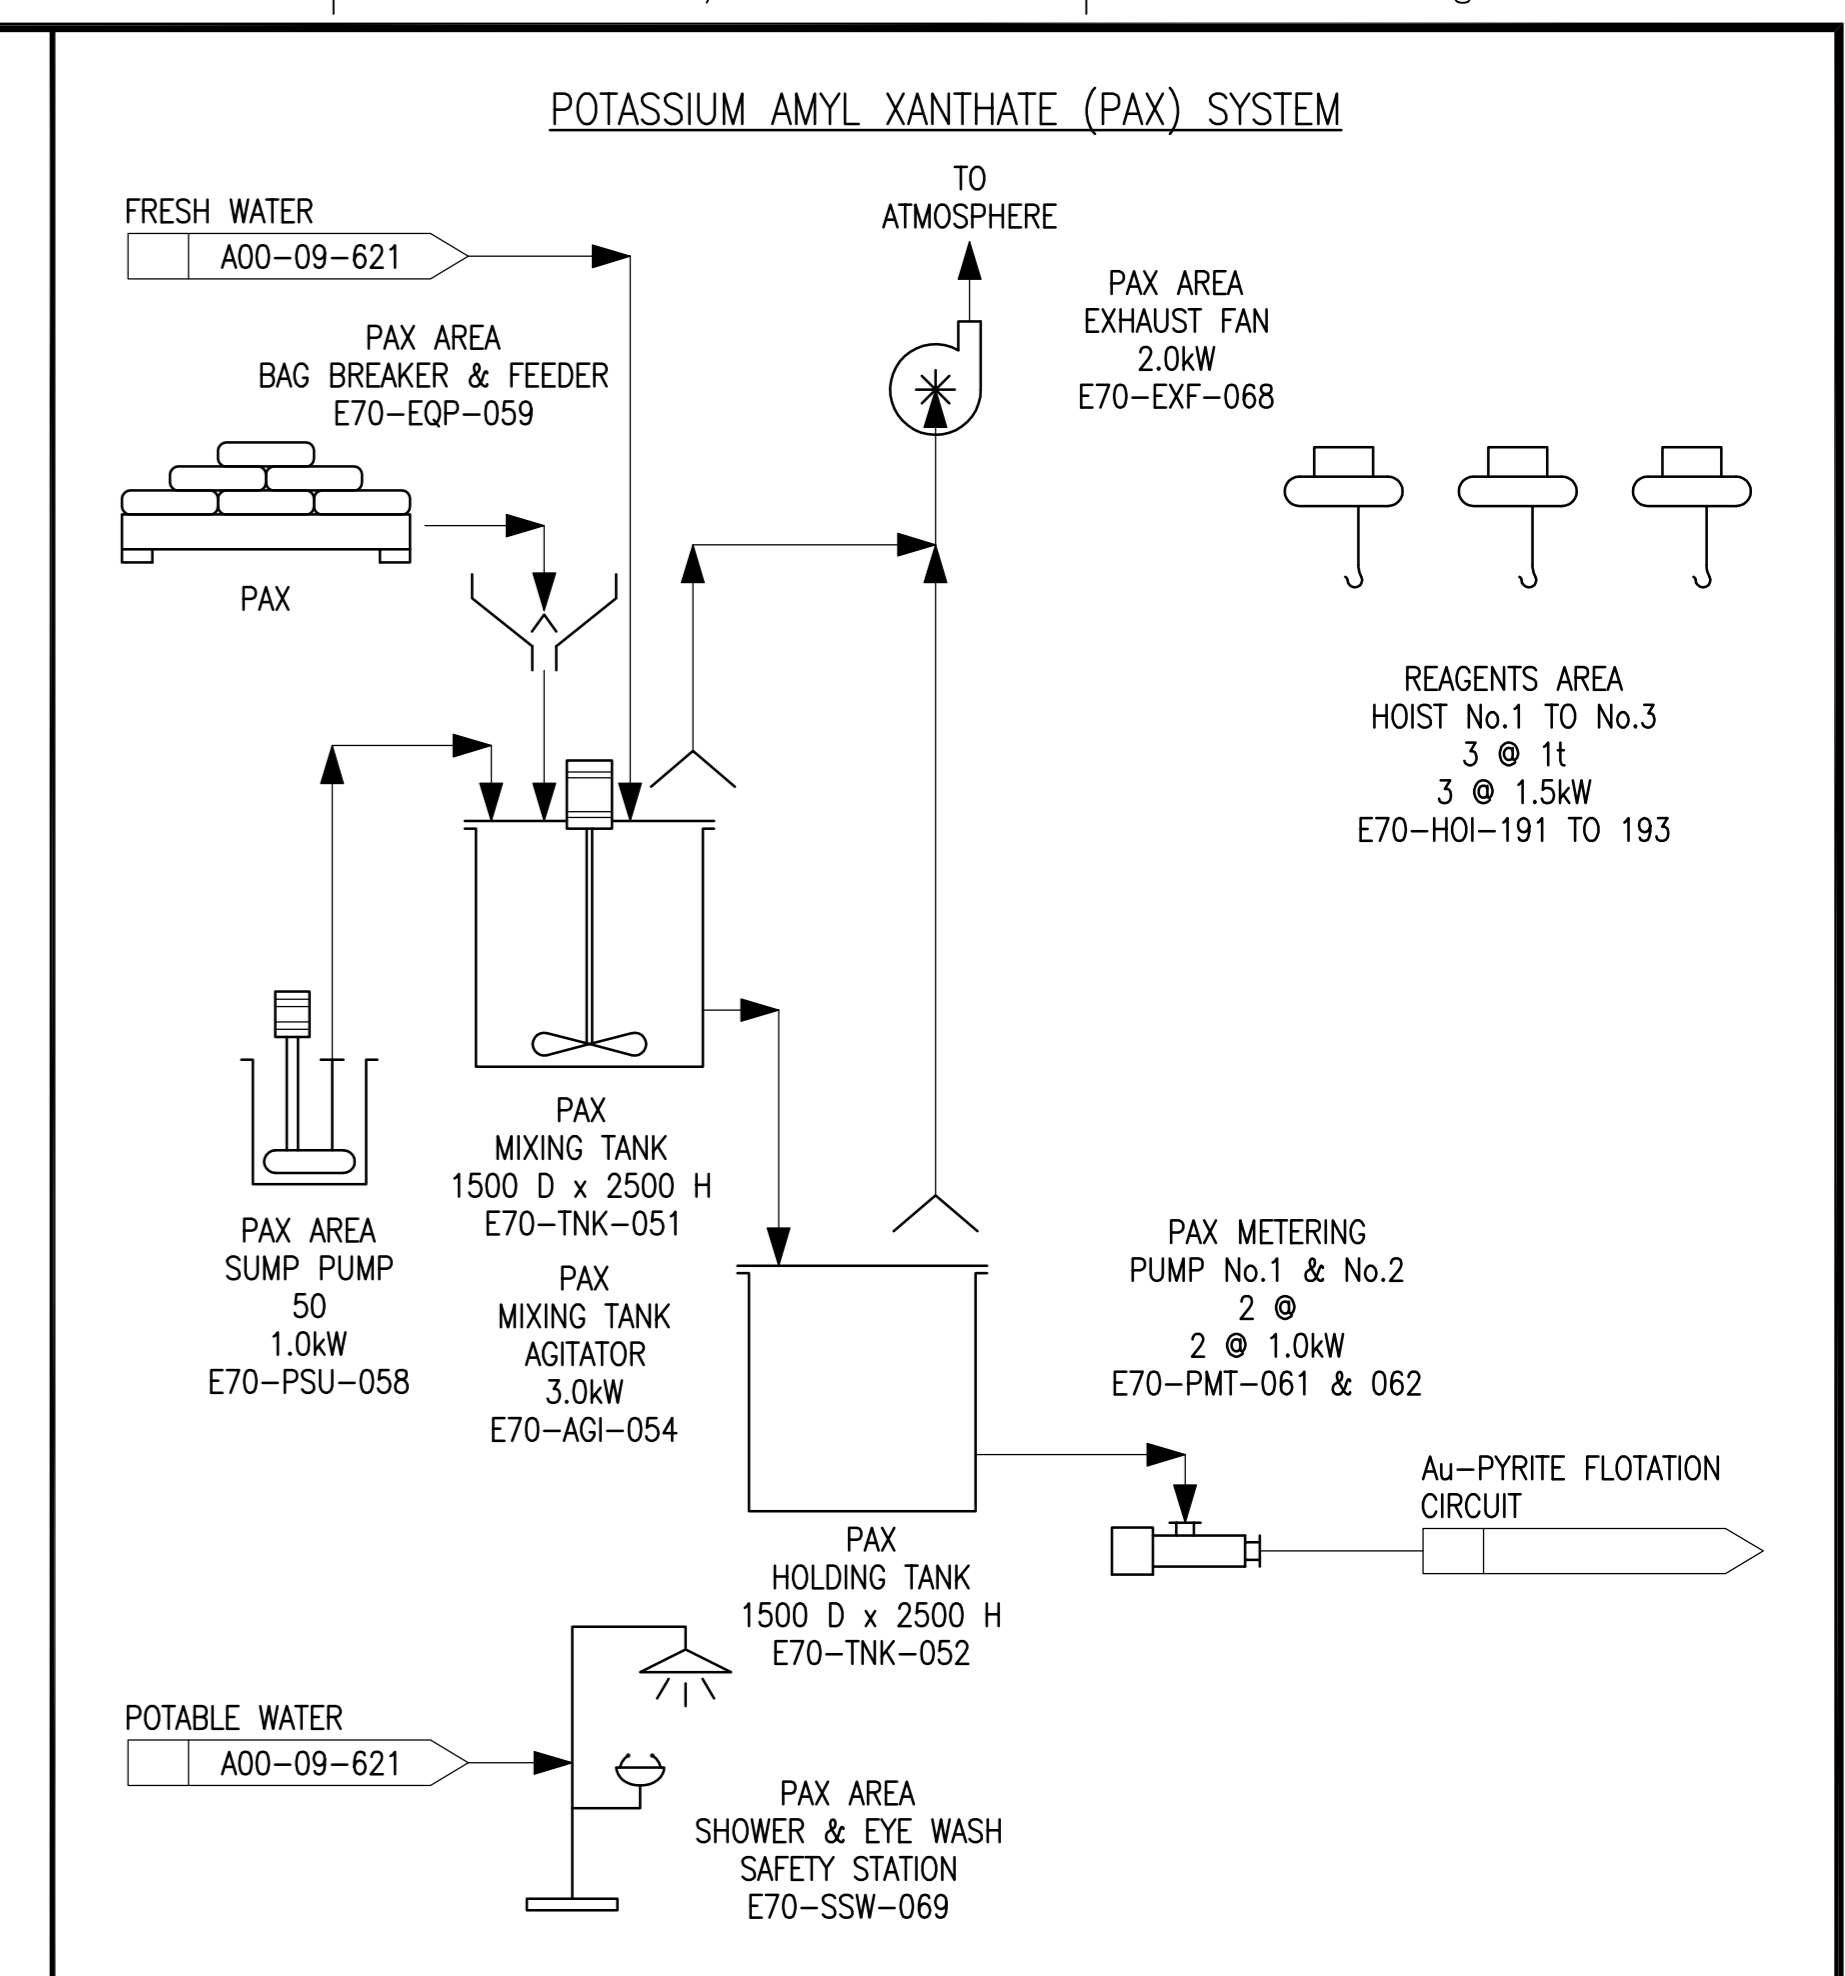 POTASSIUM AMYL XANTHATE (PAX) SYSTEM
TO
ATMOSPHERE
FRESH WATER
A00-09-621
PAX AREA
EXHAUST FAN
2.0kW
E70-EXF-068
PAX AREA
BAG BREAKER & FEEDER
E70-EQP-059
PAX
REAGENTS AREA
HOIST No.1 TO No.3
3 @ 1t
3 @ 1.5kW
E70-HOI-191 TO 193
PAX
MIXING TANK
1500 D x 2500 H
E70-TNK-051
PAX AREA
SUMP PUMP
50
1.0kW
E70-PSU-058
PAX
MIXING TANK
AGITATOR
3.0kW
E70-AGI-054
PAX METERING
PUMP No.1 & No.2
2 @
2 @ 1.0kW
E70-PMT-061 & 062
Au-PYRITE FLOTATION
CIRCUIT
PAX
HOLDING TANK
1500 D x 2500 H
E70-TNK-052
POTABLE WATER
A00-09-621
PAX AREA
SHOWER & EYE WASH
SAFETY STATION
E70-SSW-069